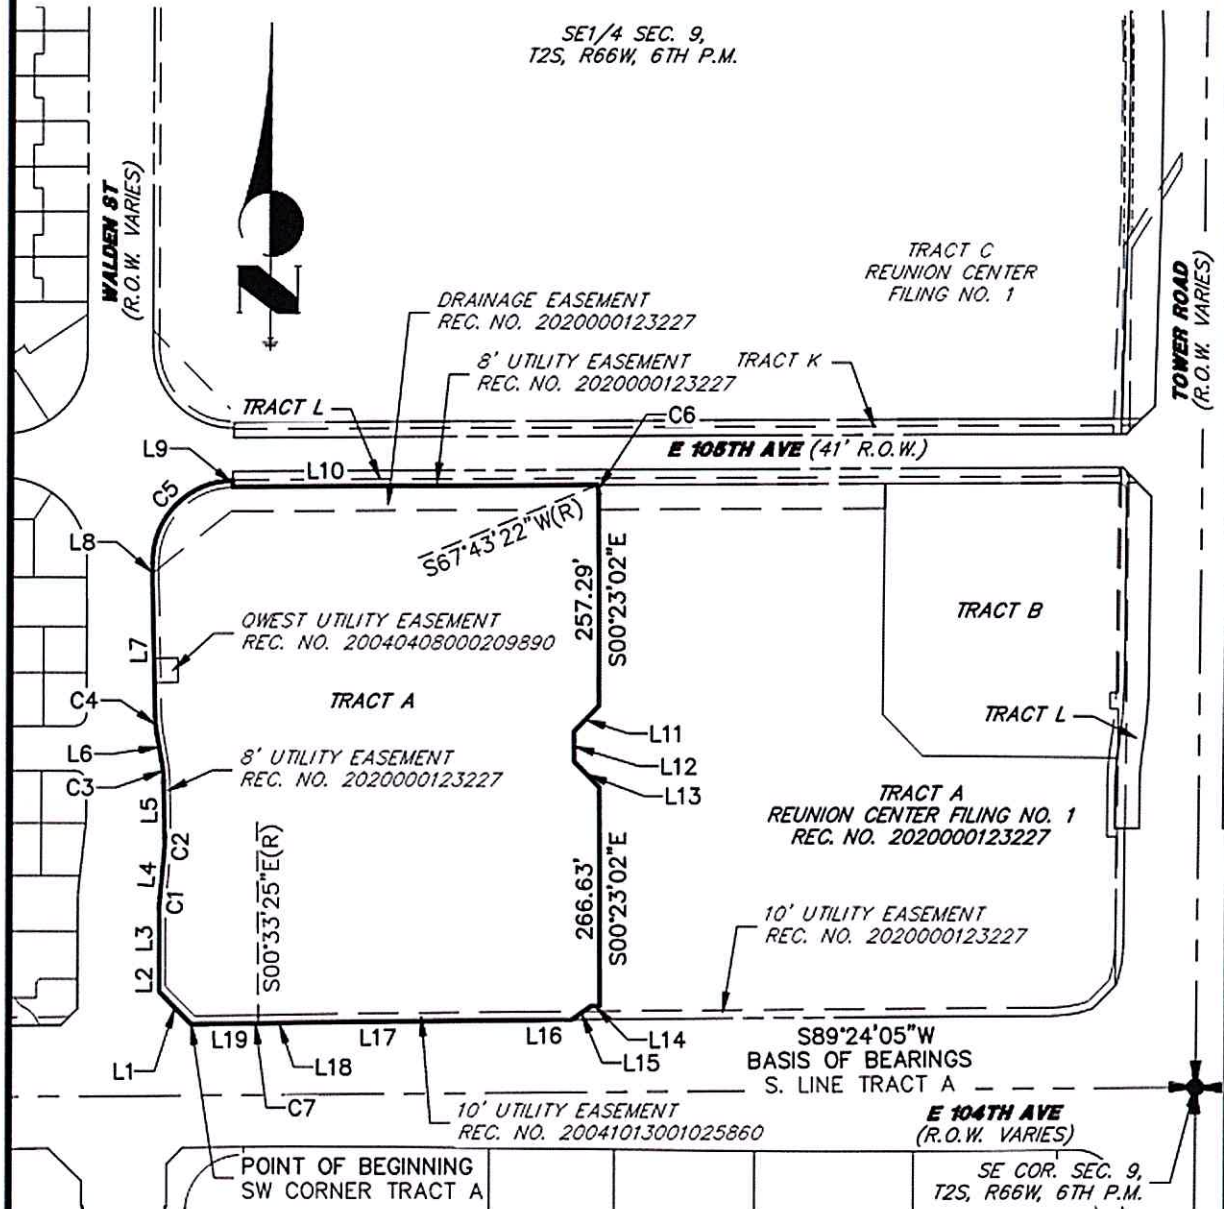 SE1/4 SEC. 9,
T2S, R66W, 6TH P.M.
WALDEN ST
(R.O.W. VARIES)
N
TRACT C
REUNION CENTER
FILING NO. 1
TOWER ROAD
(R.O.W. VARIES)
DRAINAGE EASEMENT
REC. NO. 2020000123227
8' UTILITY EASEMENT
REC. NO. 2020000123227
TRACT K
TRACT L
C6
E 105TH AVE (41' R.O.W.)
L9
L10
C5
S67°43'22"W(R)
L8
257.29'
S00°23'02"E
QWEST UTILITY EASEMENT
REC. NO. 20040408000209890
TRACT B
L7
TRACT A
C4
L11
TRACT L
L6
L12
8' UTILITY EASEMENT
REC. NO. 2020000123227
C3
L13
TRACT A
REUNION CENTER FILING NO. 1
REC. NO. 2020000123227
L5
C2
L4
C1
S00°33'25"E(R)
266.63'
S00°23'02"E
10' UTILITY EASEMENT
REC. NO. 2020000123227
L3
L2
L19
L17
L16
L14
L18
L15
L1
S89°24'05"W
BASIS OF BEARINGS
S. LINE TRACT A
C7
10' UTILITY EASEMENT
REC. NO. 20041013001025860
E 104TH AVE
(R.O.W. VARIES)
POINT OF BEGINNING
SW CORNER TRACT A
SE COR. SEC. 9,
T2S, R66W, 6TH P.M.